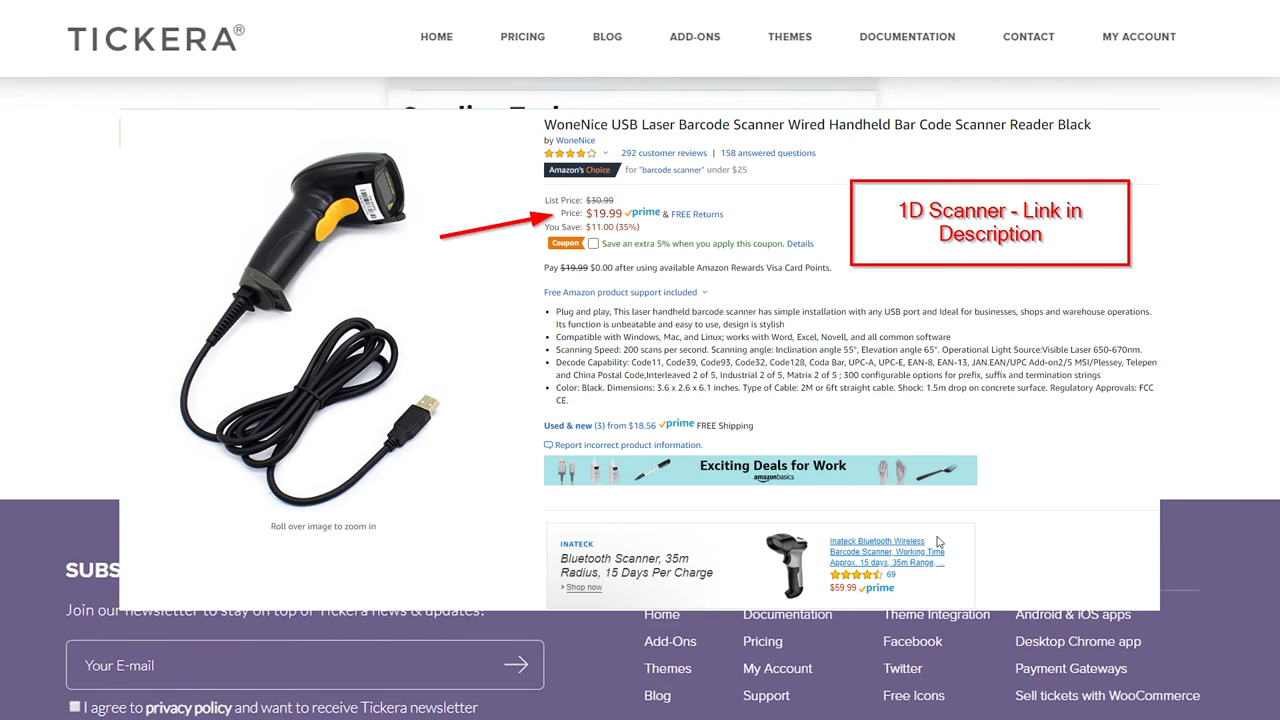 TICKERA®
HOME PRICING BLOG ADD-ONS THEMES DOCUMENTATION CONTACT MY ACCOUNT
WoneNice USB Laser Barcode Scanner Wired Handheld Bar Code Scanner Reader Black
by WoneNice
292 customer reviews | 158 answered questions
Amazon's Choice for "barcode scanner" under $25
List Price: $30.99
Price: $19.99 prime & FREE Returns
You Save: $11.00 (35%)
Coupon Save an extra 5% when you apply this coupon. Details
1D Scanner - Link in
Description
Pay $19.99 $0.00 after using available Amazon Rewards Visa Card Points.
Free Amazon product support included
• Plug and play, This laser handheld barcode scanner has simple installation with any USB port and Ideal for businesses, shops and warehouse operations.
Its function is unbeatable and easy to use, design is stylish
• Compatible with Windows, Mac, and Linux; works with Word, Excel, Novell, and all common software
• Scanning Speed: 200 scans per second. Scanning angle: Inclination angle 55°, Elevation angle 65°. Operational Light Source:Visible Laser 650-670nm.
• Decode Capability: Code11, Code39, Code93, Code32, Code128, Coda Bar, UPC-A, UPC-E, EAN-8, EAN-13, JAN.EAN/UPC Add-on2/5 MSI/Plessey, Telepen
and China Postal Code,Interleaved 2 of 5, Industrial 2 of 5, Matrix 2 of 5 ; 300 configurable options for prefix, suffix and termination strings
• Color: Black. Dimensions: 3.6 x 2.6 x 6.1 inches. Type of Cable: 2M or 6ft straight cable. Shock: 1.5m drop on concrete surface. Regulatory Approvals: FCC
CE.
Used & new (3) from $18.56 prime FREE Shipping
Report incorrect product information.
Exciting Deals for Work
amazonbasics
Roll over image to zoom in
INATECK
Bluetooth Scanner, 35m
Radius, 15 Days Per Charge
› Shop now
Inateck Bluetooth Wireless
Barcode Scanner, Working Time
Approx. 15 days, 35m Range, ...
69
$59.99 prime
SUBS
Join our newsletter to stay on top of Tickera news & updates!
Your E-mail
I agree to privacy policy and want to receive Tickera newsletter
Home Documentation Theme Integration Android & iOS apps
Add-Ons Pricing Facebook Desktop Chrome app
Themes My Account Twitter Payment Gateways
Blog Support Free Icons Sell tickets with WooCommerce